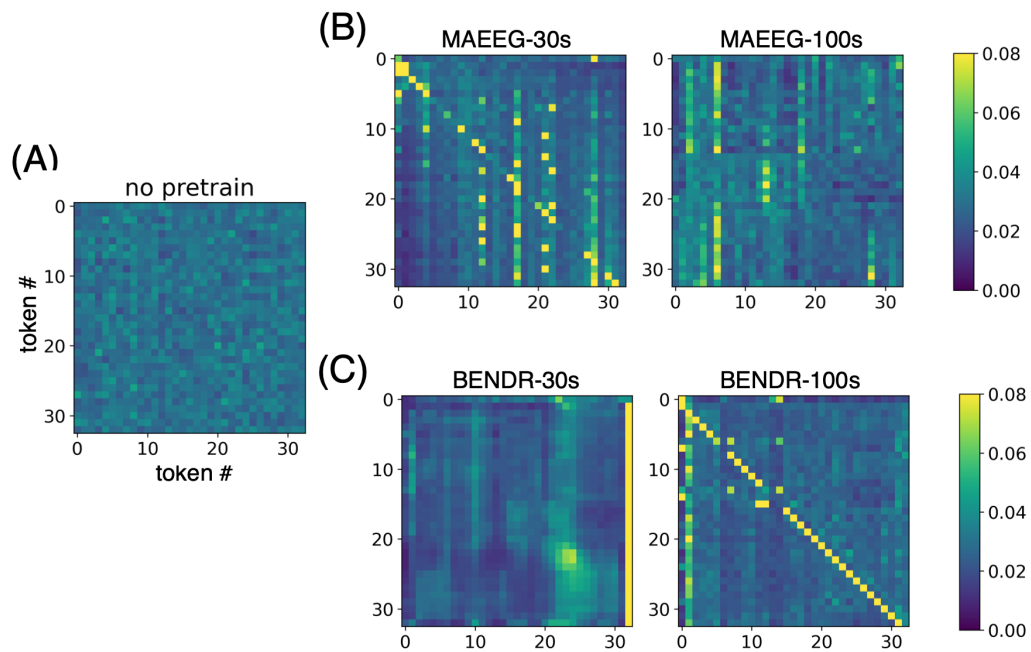 (B)
MAEEG-30s MAEEG-100s
0 10 20 30
0 10 20 30
0 10 20 30
0 10 20 30
0.08
0.06
0.04
0.02
0.00
(A)
no pretrain
token #
0 10 20 30
0 10 20 30
token #
(C)
BENDR-30s BENDR-100s
0 10 20 30
0 10 20 30
0 10 20 30
0 10 20 30
0.08
0.06
0.04
0.02
0.00